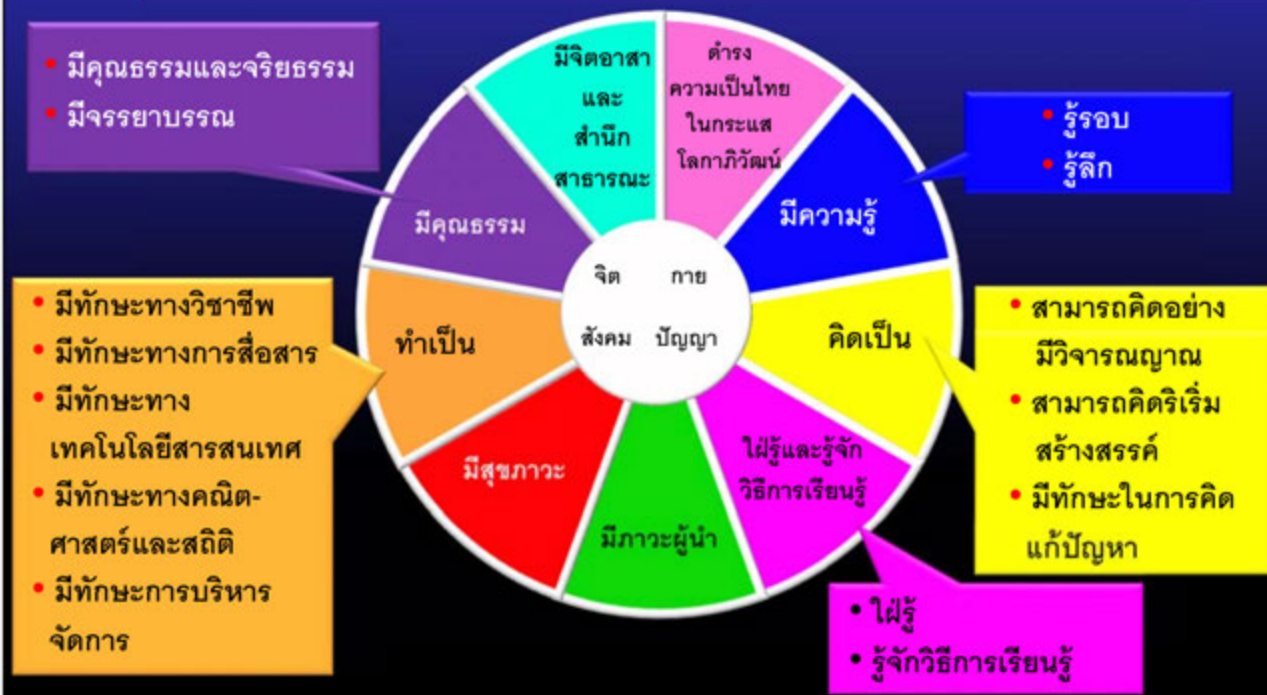 • มีคุณธรรมและจริยธรรม
• มีจรรยาบรรณ
มีจิตอาสา
และ
สำนึก
สาธารณะ
ดำรง
ความเป็นไทย
ในกระแส
โลกาภิวัฒน์
• รู้รอบ
• รู้ลึก
มีคุณธรรม
มีความรู้
จิต กาย
สังคม ปัญญา
ทำเป็น
คิดเป็น
• มีทักษะทางวิชาชีพ
• มีทักษะทางการสื่อสาร
• มีทักษะทาง
เทคโนโลยีสารสนเทศ
• มีทักษะทางคณิต-
ศาสตร์และสถิติ
• มีทักษะการบริหาร
จัดการ
• สามารถคิดอย่าง
มีวิจารณญาณ
• สามารถคิดริเริ่ม
สร้างสรรค์
• มีทักษะในการคิด
แก้ปัญหา
มีสุขภาวะ
มีภาวะผู้นำ
ใฝ่รู้และรู้จัก
วิธีการเรียนรู้
• ใฝ่รู้
• รู้จักวิธีการเรียนรู้